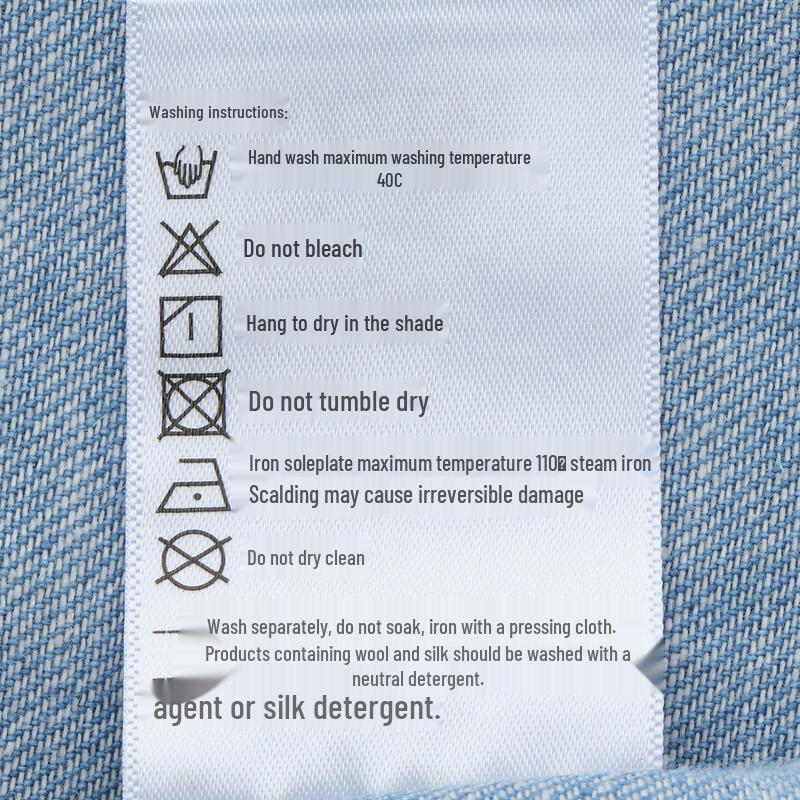 Washing instructions:
Hand wash maximum washing temperature
40C
Do not bleach
Hang to dry in the shade
Do not tumble dry
Iron soleplate maximum temperature 110 steam iron
Scalding may cause irreversible damage
Do not dry clean
Wash separately, do not soak, iron with a pressing cloth.
Products containing wool and silk should be washed with a
neutral detergent.
agent or silk detergent.